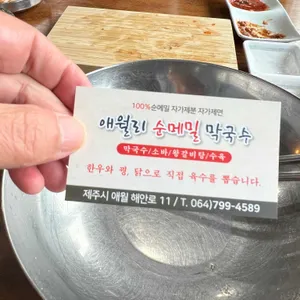 100%순메밀 자가제분 자가제면
애월리 순메밀 막국수
막국수/소바/왕갈비탕/수육
한우와 꿩, 닭으로 직접 육수를 뽑습니다.
제주시 애월 해안로 11 / T. 064)799-4589